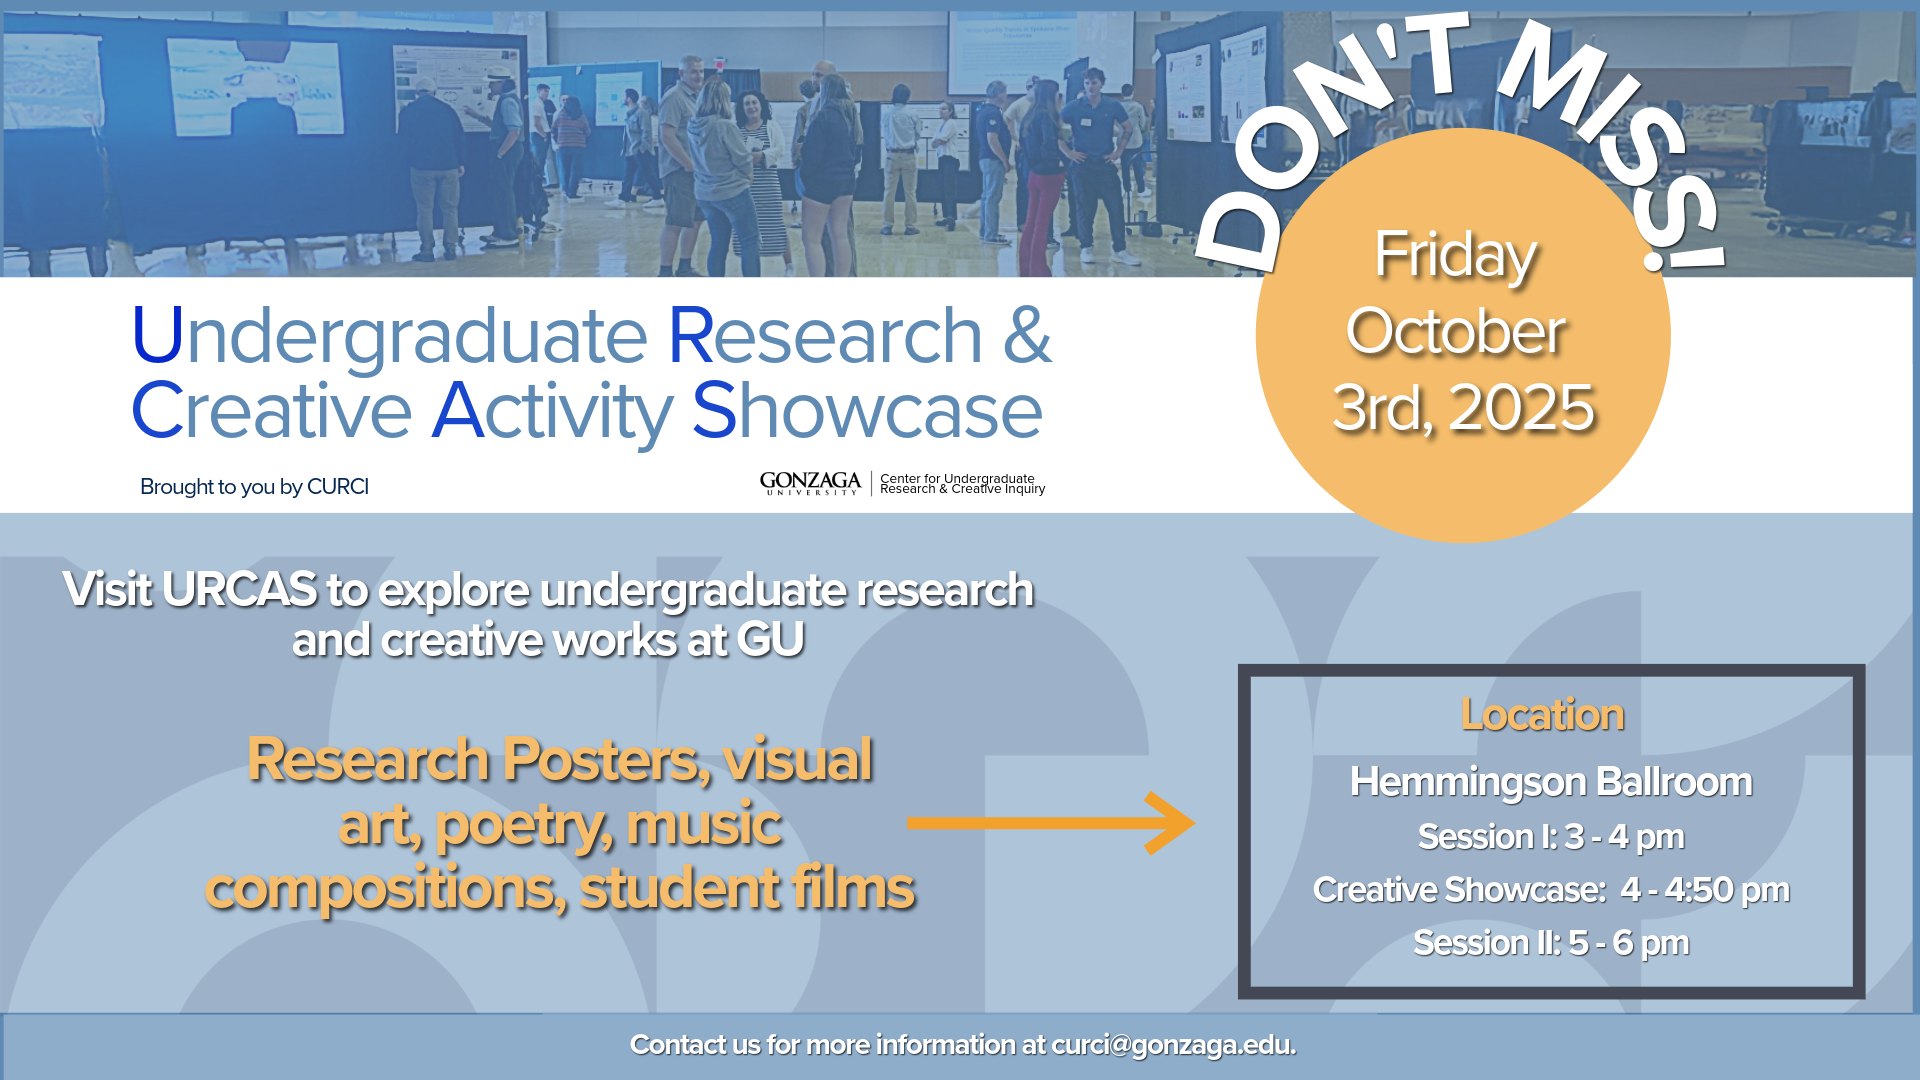 DON'T MISS!
Friday
October
3rd, 2025
Undergraduate Research &
Creative Activity Showcase
Brought to you by CURCI
GONZAGA
UNIVERSITY
Center for Undergraduate
Research & Creative Inquiry
Visit URCAS to explore undergraduate research
and creative works at GU
Research Posters, visual
art, poetry, music
compositions, student films
Location
Hemmingson Ballroom
Session I: 3 - 4 pm
Creative Showcase: 4 - 4:50 pm
Session II: 5 - 6 pm
Contact us for more information at curci@gonzaga.edu.